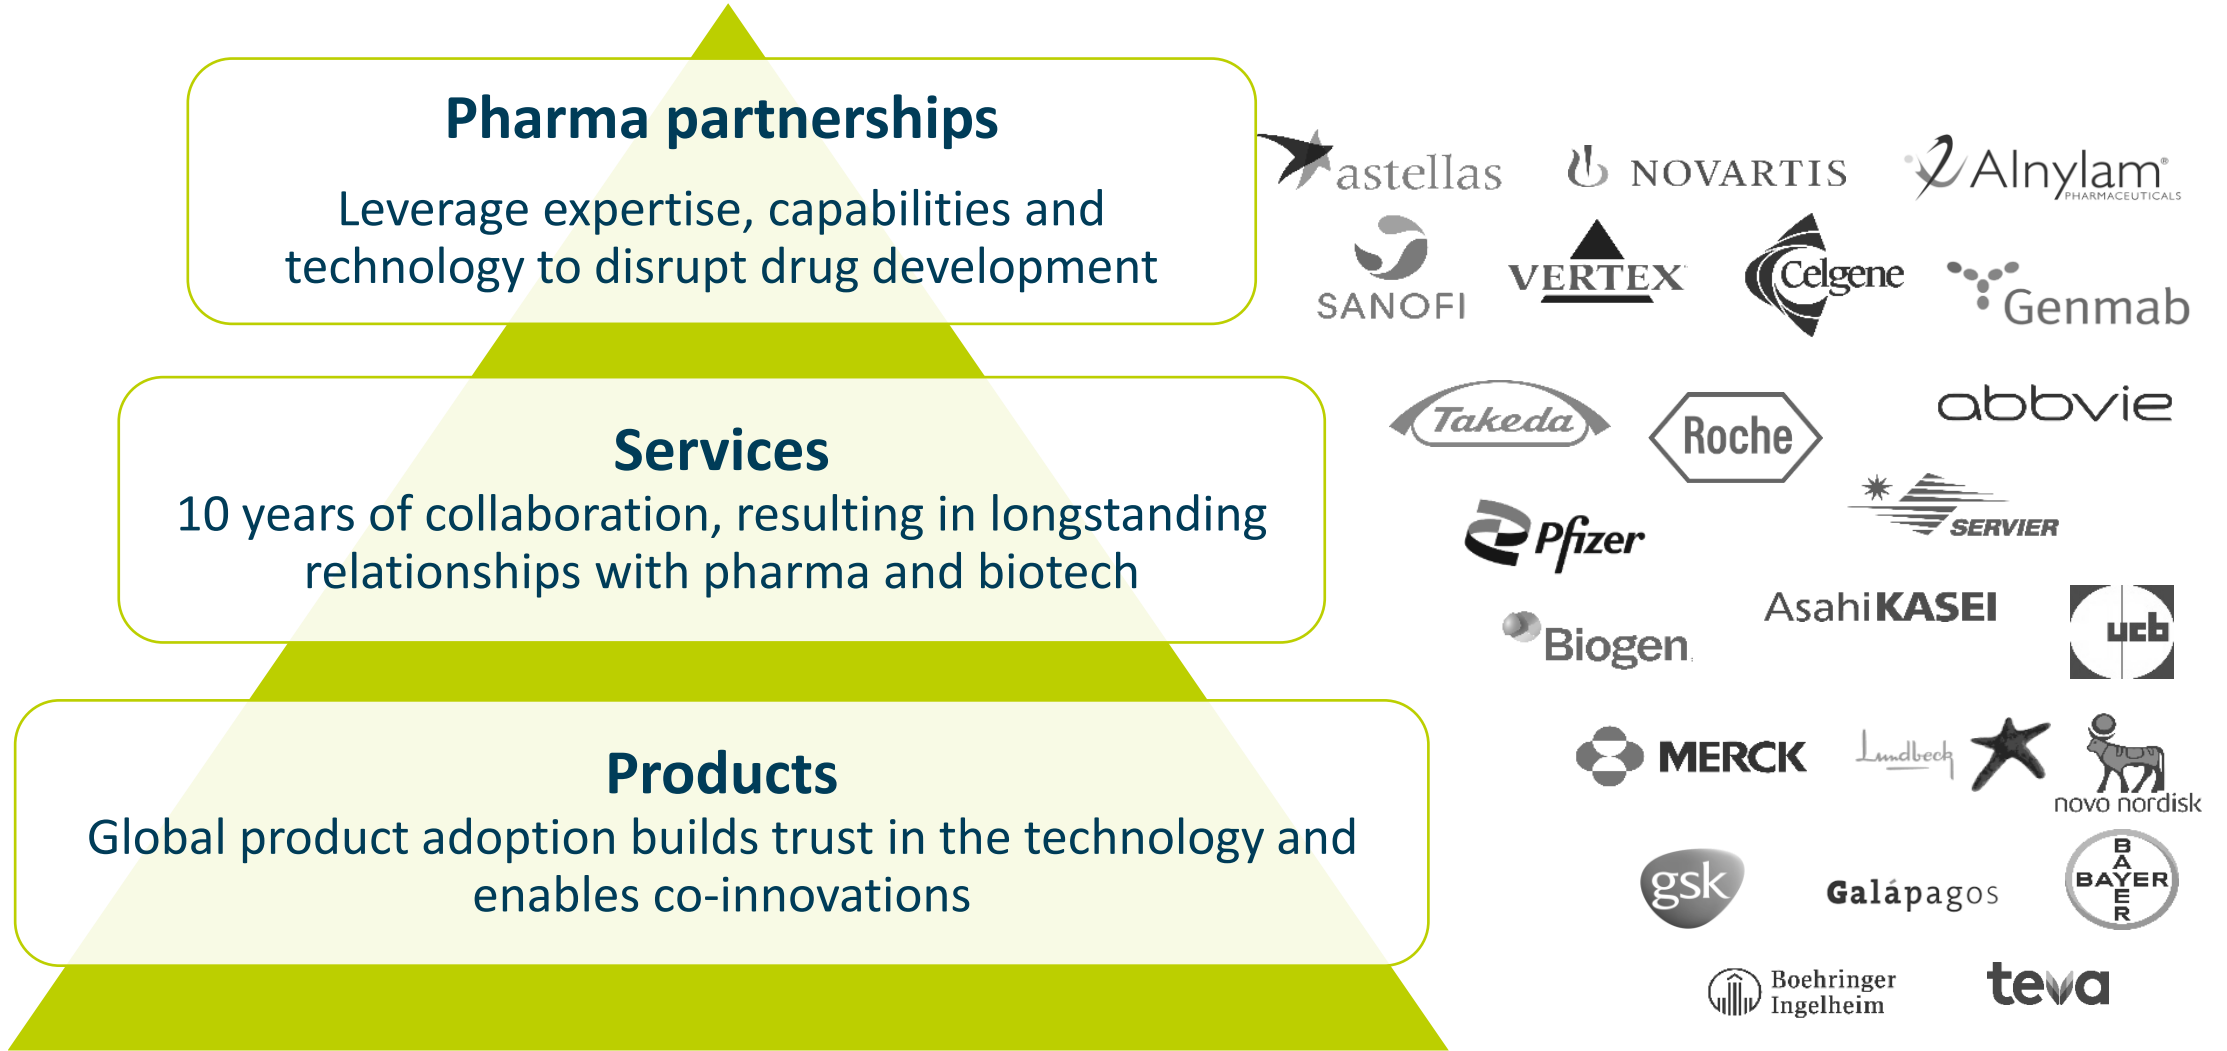 Pharma partnerships
Leverage expertise, capabilities and
technology to disrupt drug development
Services
10 years of collaboration, resulting in longstanding
relationships with pharma and biotech
Products
Global product adoption builds trust in the technology and
enables co-innovations
astellas
NOVARTIS
Alnylam®
PHARMACEUTICALS
SANOFI
VERTEX
Celgene
Genmab
Takeda
Roche
abbvie
Pfizer
SERVIER
Biogen
AsahiKASEI
ucb
MERCK
Lundbeck
novo nordisk
gsk
Galápagos
BAYER
BAYER
Boehringer
Ingelheim
teva